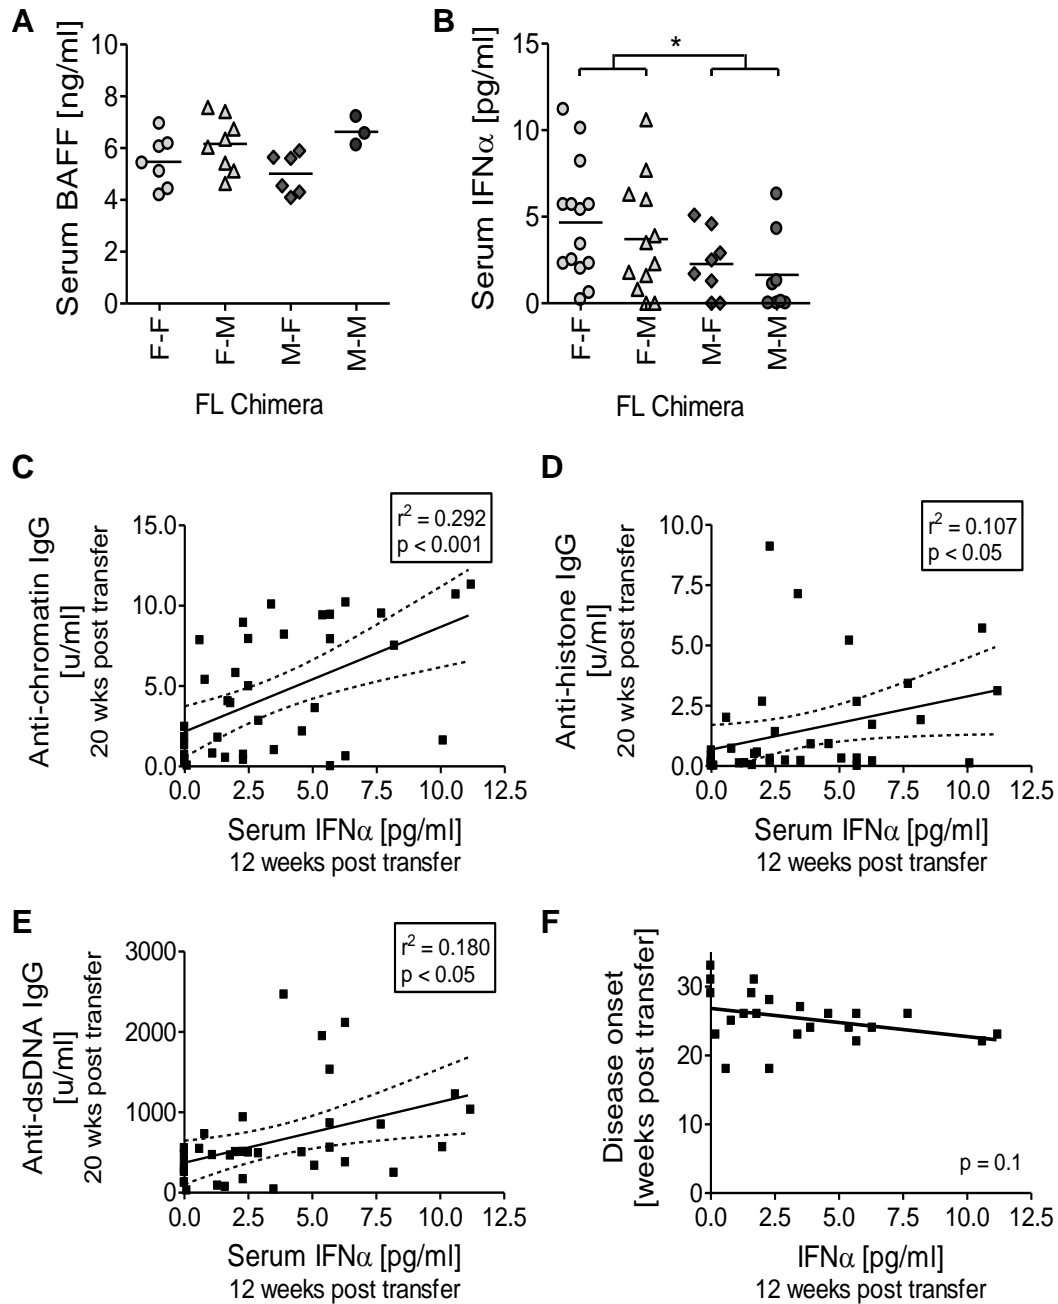 A
Serum BAFF [ng/ml]
10
8
6
4
2
0
F-F
F-M
M-F
M-M
FL Chimera
B
Serum IFNα [pg/ml]
15
10
5
0
*
F-F
F-M
M-F
M-M
FL Chimera
C
Anti-chromatin IgG
[u/ml]
20 wks post transfer
15.0
10.0
5.0
0.0
r² = 0.292
p < 0.001
0.0 2.5 5.0 7.5 10.0 12.5
Serum IFNα [pg/ml]
12 weeks post transfer
D
Anti-histone IgG
[u/ml]
20 wks post transfer
10.0
7.5
5.0
2.5
0.0
r² = 0.107
p < 0.05
0.0 2.5 5.0 7.5 10.0 12.5
Serum IFNα [pg/ml]
12 weeks post transfer
E
Anti-dsDNA IgG
[u/ml]
20 wks post transfer
3000
2000
1000
0
r² = 0.180
p < 0.05
0.0 2.5 5.0 7.5 10.0 12.5
Serum IFNα [pg/ml]
12 weeks post transfer
F
Disease onset
[weeks post transfer]
30
20
10
0
p = 0.1
0.0 2.5 5.0 7.5 10.0 12.5
IFNα [pg/ml]
12 weeks post transfer